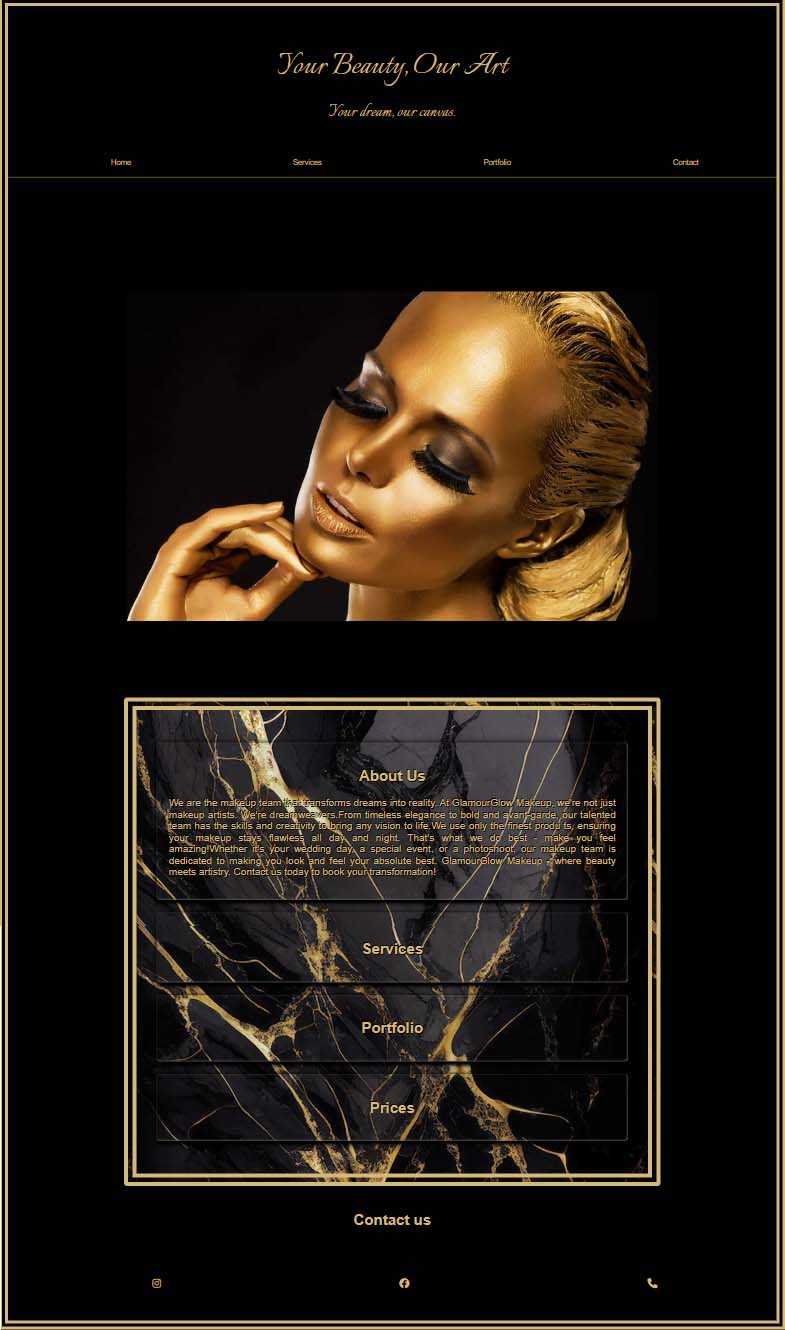 Your Beauty, Our Art
Your dream, our canvas.
Home Services Portfolio Contact
About Us
We are the makeup team that transforms dreams into reality. At GlamourGlow Makeup, we're not just
makeup artists. We're dreamweavers.From timeless elegance to bold and avant-garde, our talented
team has the skills and creativity to bring any vision to life.We use only the finest produ ts, ensuring
your makeup stays flawless all day and night. That's what we do best - make you feel
amazing!Whether it's your wedding day, a special event, or a photoshoot, our makeup team is
dedicated to making you look and feel your absolute best. GlamourGlow Makeup - where beauty
meets artistry. Contact us today to book your transformation!
Services
Portfolio
Prices
Contact us